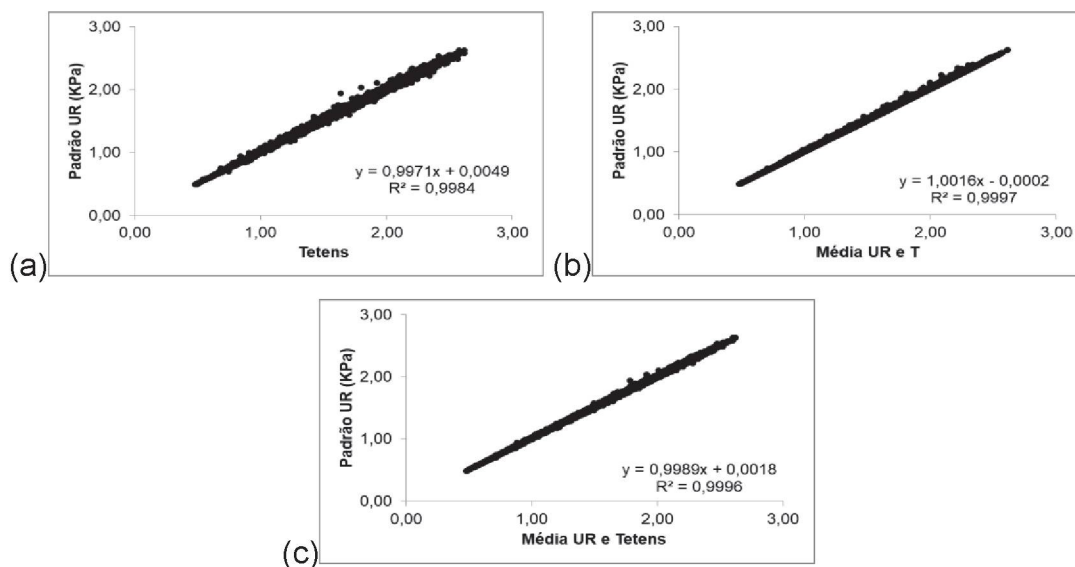 3,00
2,00
1,00
0,00
Padrão UR (KPa)
y = 0,9971x + 0,0049
R² = 0,9984
0,00 1,00 2,00 3,00
Tetens
(a)
3,00
2,00
1,00
0,00
Padrão UR (KPa)
y = 1,0016x - 0,0002
R² = 0,9997
0,00 1,00 2,00 3,00
Média UR e T
(b)
3,00
2,00
1,00
0,00
Padrão UR (KPa)
y = 0,9989x + 0,0018
R² = 0,9996
0,00 1,00 2,00 3,00
Média UR e Tetens
(c)